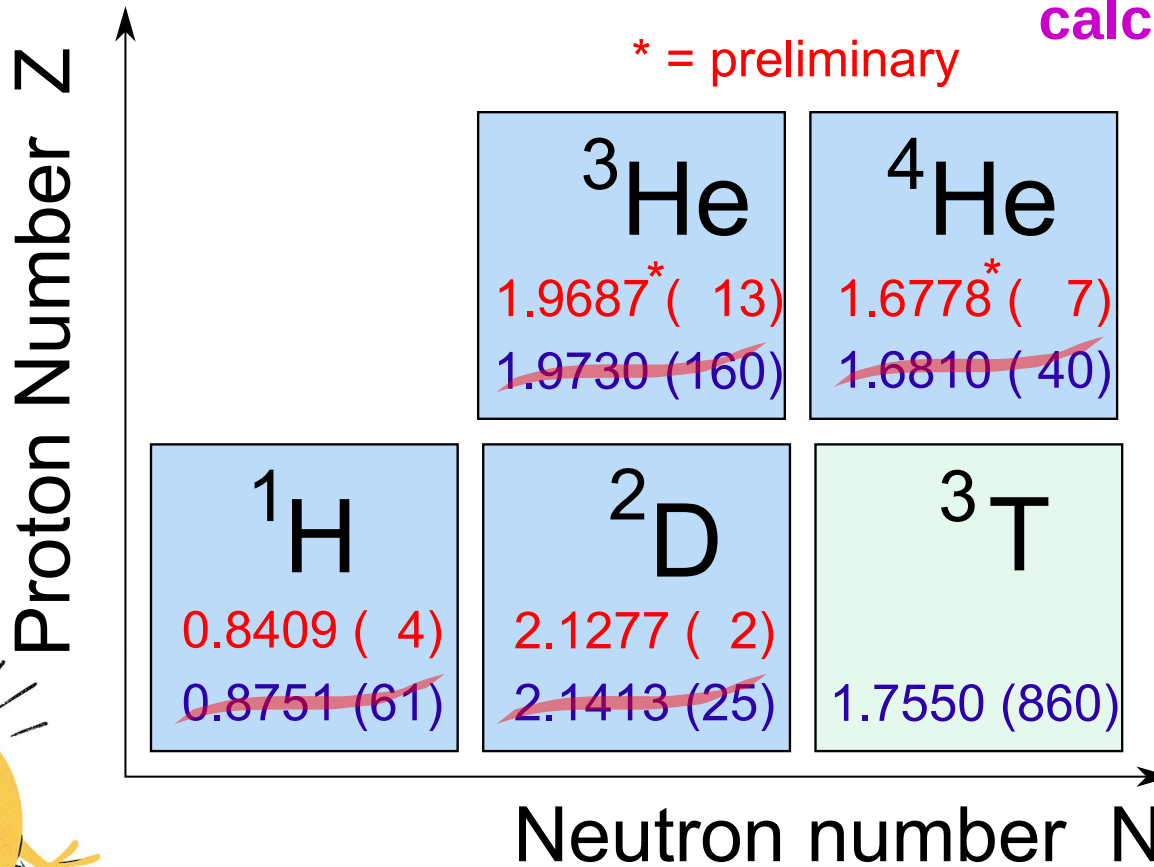 calc
* = preliminary
Proton Number Z
³He
1.9687*( 13)
1.9730 (160)
⁴He
1.6778*( 7)
1.6810 ( 40)
¹H
0.8409 ( 4)
0.8751 (61)
²D
2.1277 ( 2)
2.1413 (25)
³T
1.7550 (860)
Neutron number N